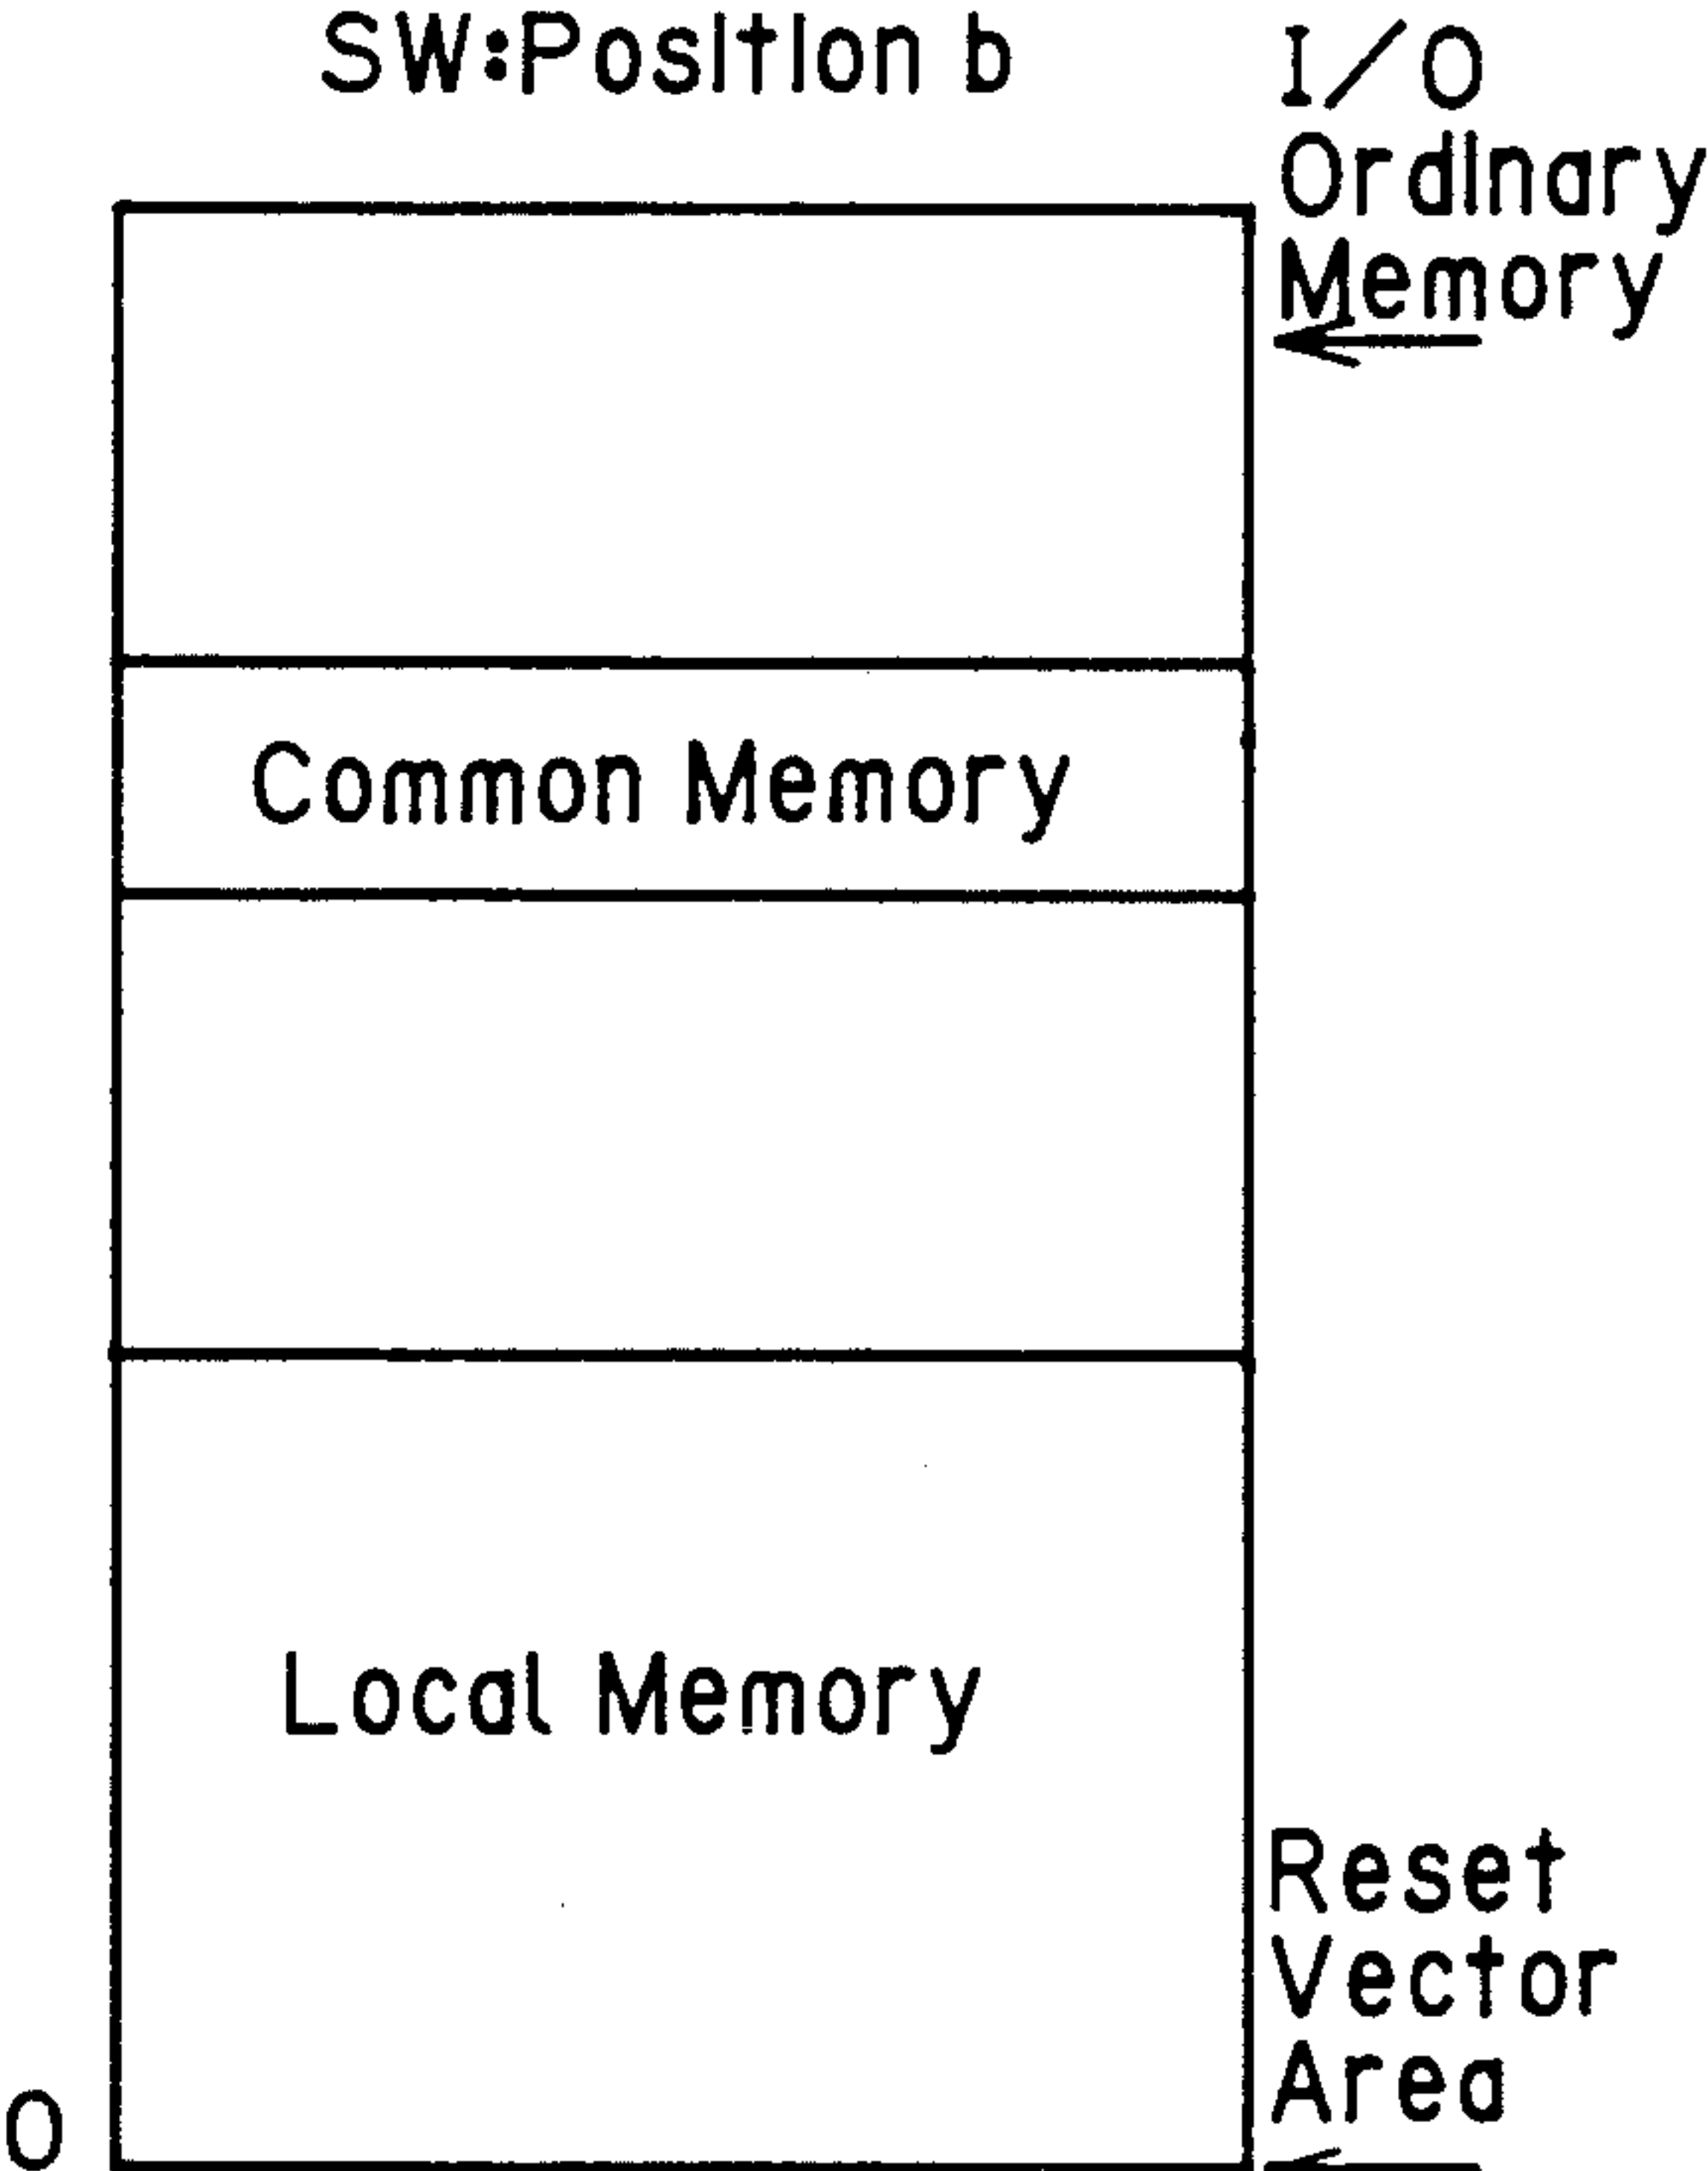 SW:Position b
I/O
Ordinary
Memory
Common Memory
Local Memory
Reset
Vector
Area
0